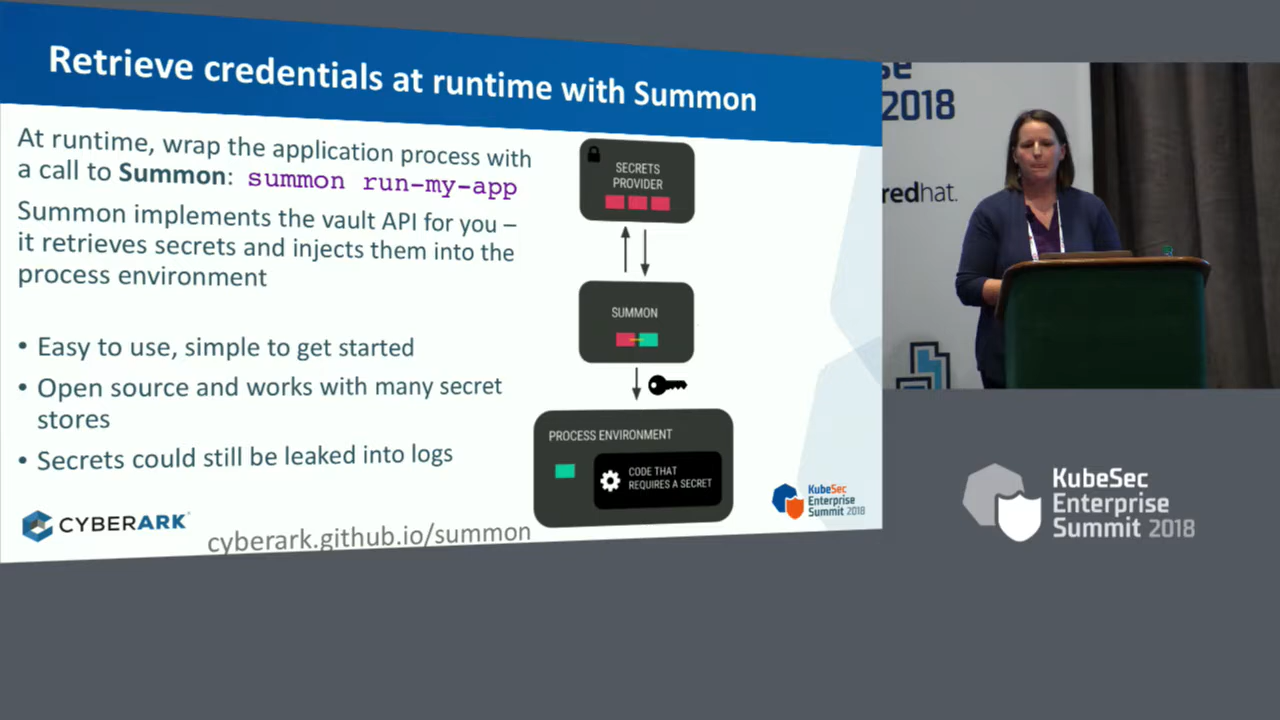 Retrieve credentials at runtime with Summon
At runtime, wrap the application process with
a call to Summon: summon run-my-app
Summon implements the vault API for you –
it retrieves secrets and injects them into the
process environment
• Easy to use, simple to get started
• Open source and works with many secret
stores
• Secrets could still be leaked into logs
CYBERARK
cyberark.github.io/summon
SECRETS
PROVIDER
SUMMON
PROCESS ENVIRONMENT
CODE THAT
REQUIRES A SECRET
KubeSec
Enterprise
Summit 2018
se
2018
redhat.
KubeSec
Enterprise
Summit 2018